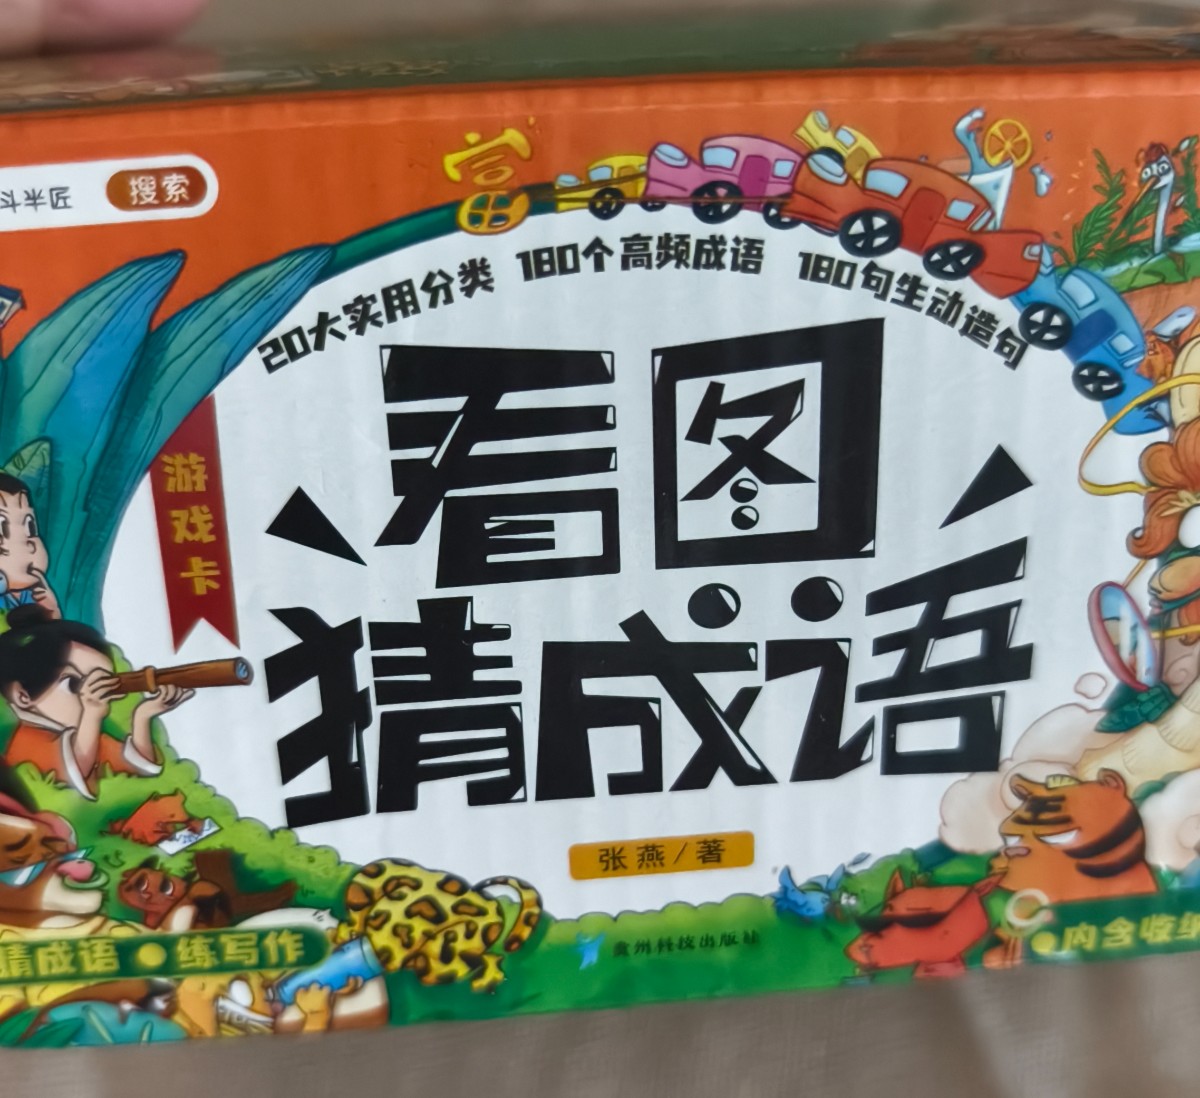 斗半匠 搜索
富
20大实用分类 180个高频成语 180句生动造句
游戏卡
看图
猜成语
张燕/著
贵州科技出版社
猜成语●练写作
●内含收纳